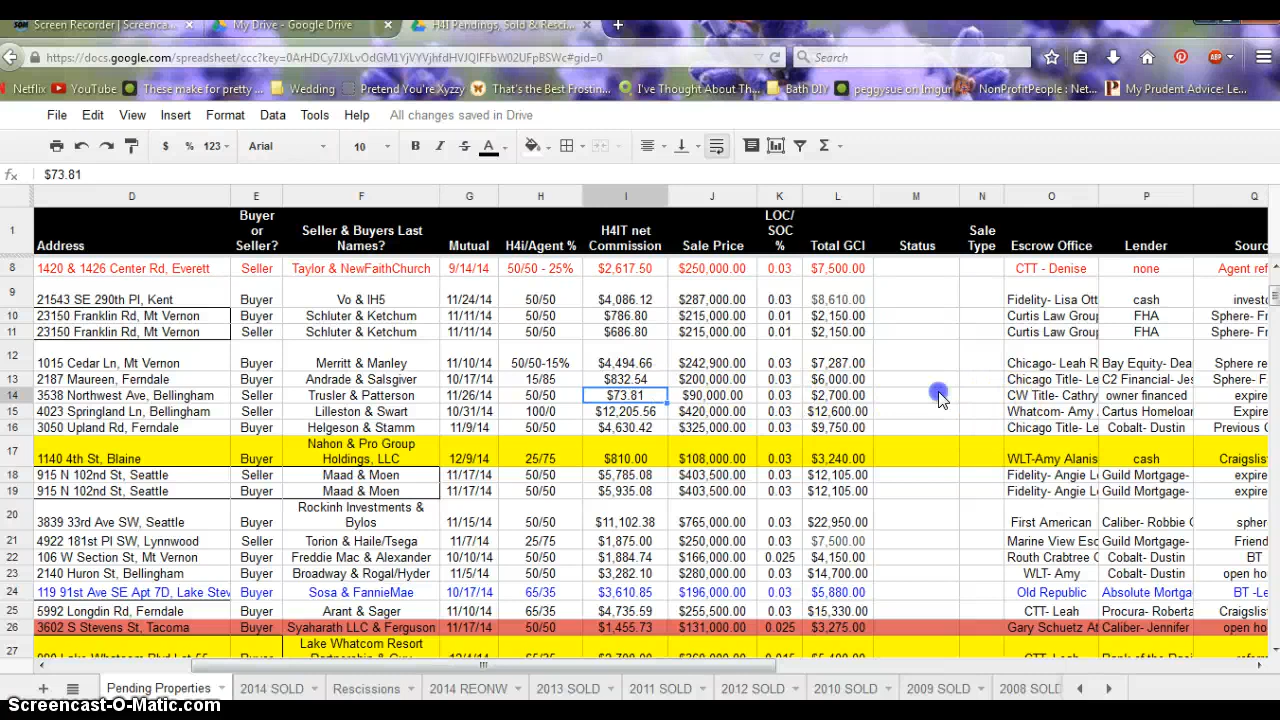 Screen Recorder | Screenca... × My Drive - Google Drive × H4I Pendings, Sold & Resci... × +
https://docs.google.com/spreadsheet/ccc?key=0ArHDCy7JXLvOdGM1YjVYVjhfdHVJQlFFbW02UFpBSWc#gid=0 Search
Netflix YouTube These make for pretty ... Wedding Pretend You're Xyzzy That's the Best Frostin... I've Thought About Th... Bath DIY peggysue on Imgur NonProfitPeople : Net... My Prudent Advice: Le...
File Edit View Insert Format Data Tools Help All changes saved in Drive
$ % 123 Arial 10 B I S A Σ
fx $73.81
D E F G H I J K L M N O P Q
1 Address Buyer or Seller? Seller & Buyers Last Names? Mutual H4i/Agent % H4IT net Commission Sale Price LOC/ SOC % Total GCI Status Sale Type Escrow Office Lender Sourc
8 1420 & 1426 Center Rd, Everett Seller Taylor & NewFaithChurch 9/14/14 50/50 - 25% $2,617.50 $250,000.00 0.03 $7,500.00 CTT - Denise none Agent ref
9 21543 SE 290th Pl, Kent Buyer Vo & IH5 11/24/14 50/50 $4,086.12 $287,000.00 0.03 $8,610.00 Fidelity- Lisa Ott cash investo
10 23150 Franklin Rd, Mt Vernon Buyer Schluter & Ketchum 11/11/14 50/50 $786.80 $215,000.00 0.01 $2,150.00 Curtis Law Group FHA Sphere- Fr
11 23150 Franklin Rd, Mt Vernon Seller Schluter & Ketchum 11/11/14 50/50 $686.80 $215,000.00 0.01 $2,150.00 Curtis Law Group FHA Sphere- Fr
12 1015 Cedar Ln, Mt Vernon Buyer Merritt & Manley 11/10/14 50/50-15% $4,494.66 $242,900.00 0.03 $7,287.00 Chicago- Leah R Bay Equity- Dea Sphere re
13 2187 Maureen, Ferndale Buyer Andrade & Salsgiver 10/17/14 15/85 $832.54 $200,000.00 0.03 $6,000.00 Chicago Title- Le C2 Financial- Jes Sphere- F
14 3538 Northwest Ave, Bellingham Buyer Trusler & Patterson 11/26/14 50/50 $73.81 $90,000.00 0.03 $2,700.00 CW Title- Cathry owner financed expire
15 4023 Springland Ln, Bellingham Seller Lilleston & Swart 10/31/14 100/0 $12,205.56 $420,000.00 0.03 $12,600.00 Whatcom- Amy Cartus Homeloan Expire
16 3050 Upland Rd, Ferndale Buyer Helgeson & Stamm 11/9/14 50/50 $4,630.42 $325,000.00 0.03 $9,750.00 Chicago Title- Le Cobalt- Dustin Previous C
17 1140 4th St, Blaine Buyer Nahon & Pro Group Holdings, LLC 12/9/14 25/75 $810.00 $108,000.00 0.03 $3,240.00 WLT-Amy Alanis cash Craigslis
18 915 N 102nd St, Seattle Seller Maad & Moen 11/17/14 50/50 $5,785.08 $403,500.00 0.03 $12,105.00 Fidelity- Angie L Guild Mortgage- expire
19 915 N 102nd St, Seattle Buyer Maad & Moen 11/17/14 50/50 $5,935.08 $403,500.00 0.03 $12,105.00 Fidelity- Angie L Guild Mortgage- expire
20 3839 33rd Ave SW, Seattle Buyer Rockinh Investments & Bylos 11/15/14 50/50 $11,102.38 $765,000.00 0.03 $22,950.00 First American Caliber- Robbie C spher
21 4922 181st Pl SW, Lynnwood Seller Torion & Haile/Tsega 11/7/14 25/75 $1,875.00 $250,000.00 0.03 $7,500.00 Marine View Esc Guild Mortgage- Friend
22 106 W Section St, Mt Vernon Buyer Freddie Mac & Alexander 10/10/14 50/50 $1,884.74 $166,000.00 0.025 $4,150.00 Routh Crabtree C Cobalt- Dustin BT
23 2140 Huron St, Bellingham Buyer Broadway & Rogal/Hyder 11/5/14 50/50 $3,282.10 $280,000.00 0.03 $14,700.00 WLT- Amy Cobalt- Dustin open ho
24 119 91st Ave SE Apt 7D, Lake Stev Buyer Sosa & FannieMae 10/17/14 65/35 $3,610.85 $196,000.00 0.03 $5,880.00 Old Republic Absolute Mortga BT -Le
25 5992 Longdin Rd, Ferndale Buyer Arant & Sager 11/10/14 65/35 $4,735.59 $255,500.00 0.03 $15,330.00 CTT- Leah Procura- Roberta Craigslis
26 3602 S Stevens St, Tacoma Buyer Syaharath LLC & Ferguson 11/17/14 50/50 $1,455.73 $131,000.00 0.025 $3,275.00 Gary Schuetz At Caliber- Jennifer open ho
27 Lake Whatcom Resort
Pending Properties 2014 SOLD Rescissions 2014 REONW 2013 SOLD 2011 SOLD 2012 SOLD 2010 SOLD 2009 SOLD 2008 SOLD
Screencast-O-Matic.com